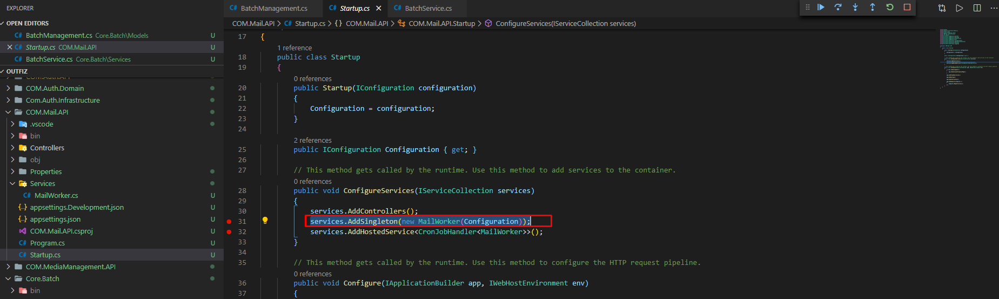 EXPLORER
OPEN EDITORS
C# BatchManagement.cs Core.Batch\Models U
C# Startup.cs COM.Mail.API U
C# BatchService.cs Core.Batch\Services U
OUTFIZ
COM.Auth.API
COM.Auth.Domain
Com.Auth.Infrastructure
COM.Mail.API
.vscode
bin
Controllers
obj
Properties
Services
C# MailWorker.cs U
{..} appsettings.Development.json U
{..} appsettings.json U
COM.Mail.API.csproj U
C# Program.cs U
C# Startup.cs U
COM.MediaManagement.API
Core.Batch
bin
C# BatchManagement.cs
C# Startup.cs
C# BatchService.cs
COM.Mail.API > C# Startup.cs > {} COM.Mail.API > COM.Mail.API.Startup > ConfigureServices(IServiceCollection services)
17 {
1 reference
18 public class Startup
19 {
0 references
20 public Startup(IConfiguration configuration)
21 {
22 Configuration = configuration;
23 }
24
2 references
25 public IConfiguration Configuration { get; }
26
27 // This method gets called by the runtime. Use this method to add services to the container.
0 references
28 public void ConfigureServices(IServiceCollection services)
29 {
30 services.AddControllers();
31 services.AddSingleton(new MailWorker(Configuration));
32 services.AddHostedService<CronJobHandler<MailWorker>>();
33 }
34
35 // This method gets called by the runtime. Use this method to configure the HTTP request pipeline.
0 references
36 public void Configure(IApplicationBuilder app, IWebHostEnvironment env)
37 {